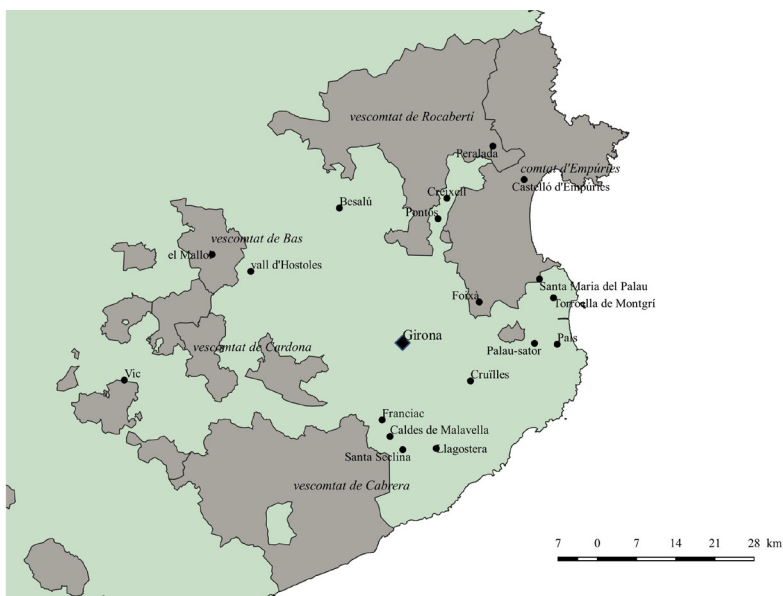 vescomtat de Rocabertí
Peralada
comtat d'Empúries
Castelló d'Empúries
Creixell
Besalú
Pontós
vescomtat de Bas
el Mallol
vall d'Hostoles
Santa Maria del Palau
Foixà
Torroella de Montgrí
Girona
Pals
Palau-sator
vescomtat de Cardona
Vic
Cruïlles
Franciac
Caldes de Malavella
Santa Seclina
Llagostera
vescomtat de Cabrera
7 0 7 14 21 28 km